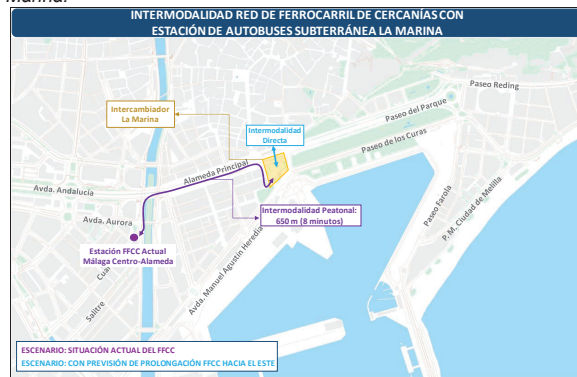 Marina.
INTERMODALIDAD RED DE FERROCARRIL DE CERCANÍAS CON
ESTACIÓN DE AUTOBUSES SUBTERRÁNEA LA MARINA
Paseo Reding
Intercambiador
La Marina
Paseo del Parque
Intermodalidad
Directa
Paseo de los Curas
Alameda Principal
Avda. Andalucía
Avda. Aurora
Intermodalidad Peatonal:
650 m (8 minutos)
Paseo Farola
P. M. Ciudad de Melilla
Estación FFCC Actual
Málaga Centro-Alameda
Avda. Manuel Agustín Heredia
Salitre
ESCENARIO: SITUACIÓN ACTUAL DEL FFCC
ESCENARIO: CON PREVISIÓN DE PROLONGACIÓN FFCC HACIA EL ESTE